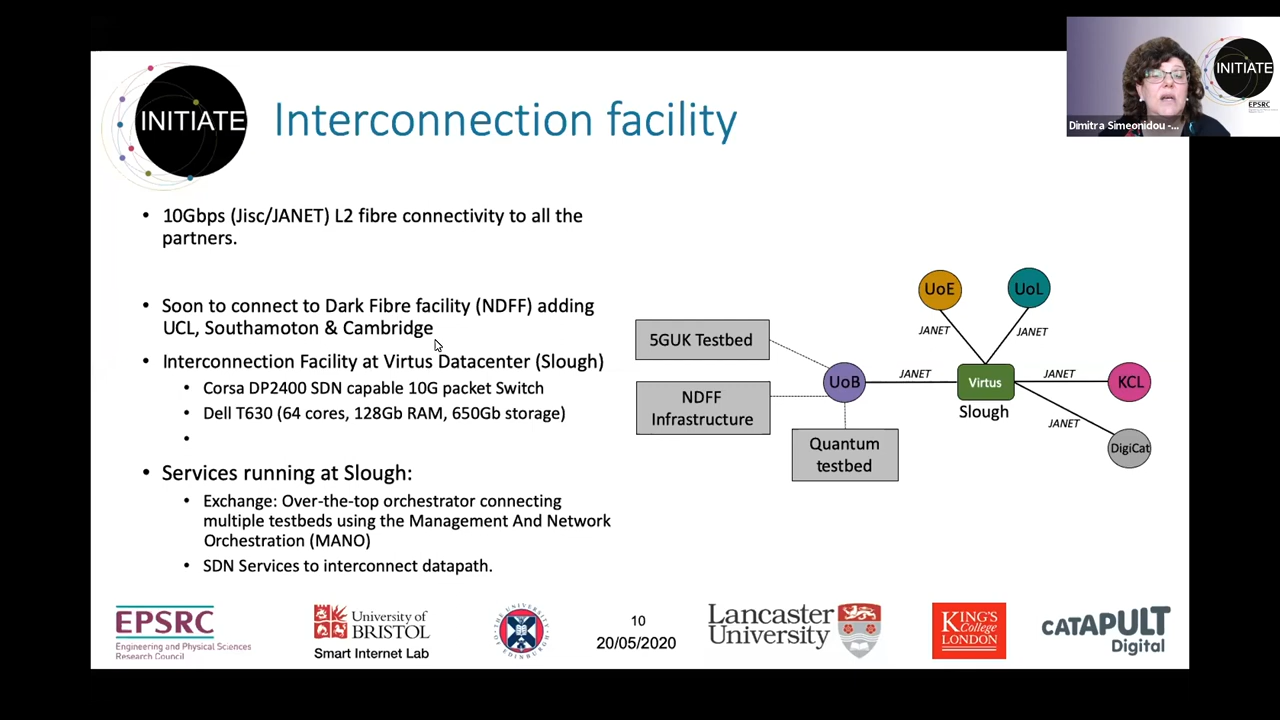 INITIATE
Interconnection facility
INITIATE
EPSRC
Dimitra Simeonidou -...
• 10Gbps (Jisc/JANET) L2 fibre connectivity to all the
partners.
• Soon to connect to Dark Fibre facility (NDFF) adding
UCL, Southamoton & Cambridge
• Interconnection Facility at Virtus Datacenter (Slough)
• Corsa DP2400 SDN capable 10G packet Switch
• Dell T630 (64 cores, 128Gb RAM, 650Gb storage)
•
• Services running at Slough:
• Exchange: Over-the-top orchestrator connecting
multiple testbeds using the Management And Network
Orchestration (MANO)
• SDN Services to interconnect datapath.
UoE
UoL
JANET
JANET
5GUK Testbed
UoB
JANET
Virtus
JANET
KCL
NDFF
Infrastructure
Slough
JANET
DigiCat
Quantum
testbed
EPSRC
Engineering and Physical Sciences
Research Council
University of
BRISTOL
Smart Internet Lab
THE UNIVERSITY OF EDINBURGH
10
20/05/2020
Lancaster
University
KING'S
College
LONDON
CATAPULT
Digital